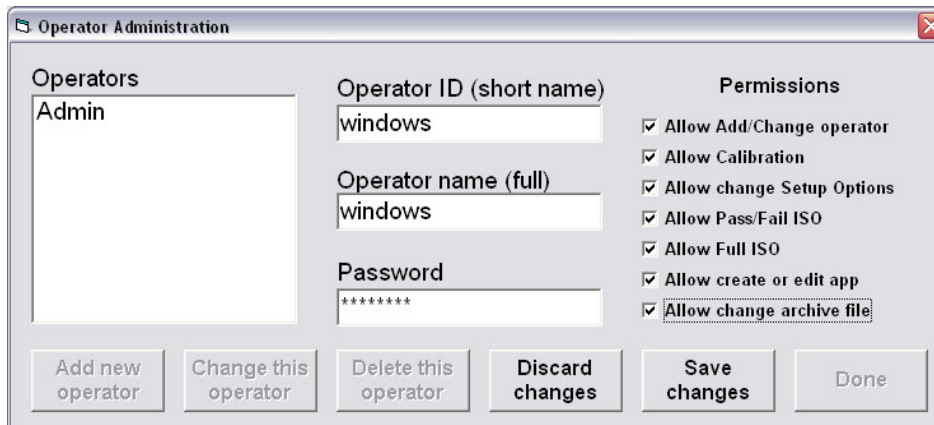 Operator Administration
Operators
Admin
Operator ID (short name)
windows
Operator name (full)
windows
Password
********
Permissions
Allow Add/Change operator
Allow Calibration
Allow change Setup Options
Allow Pass/Fail ISO
Allow Full ISO
Allow create or edit app
Allow change archive file
Add new
operator
Change this
operator
Delete this
operator
Discard
changes
Save
changes
Done